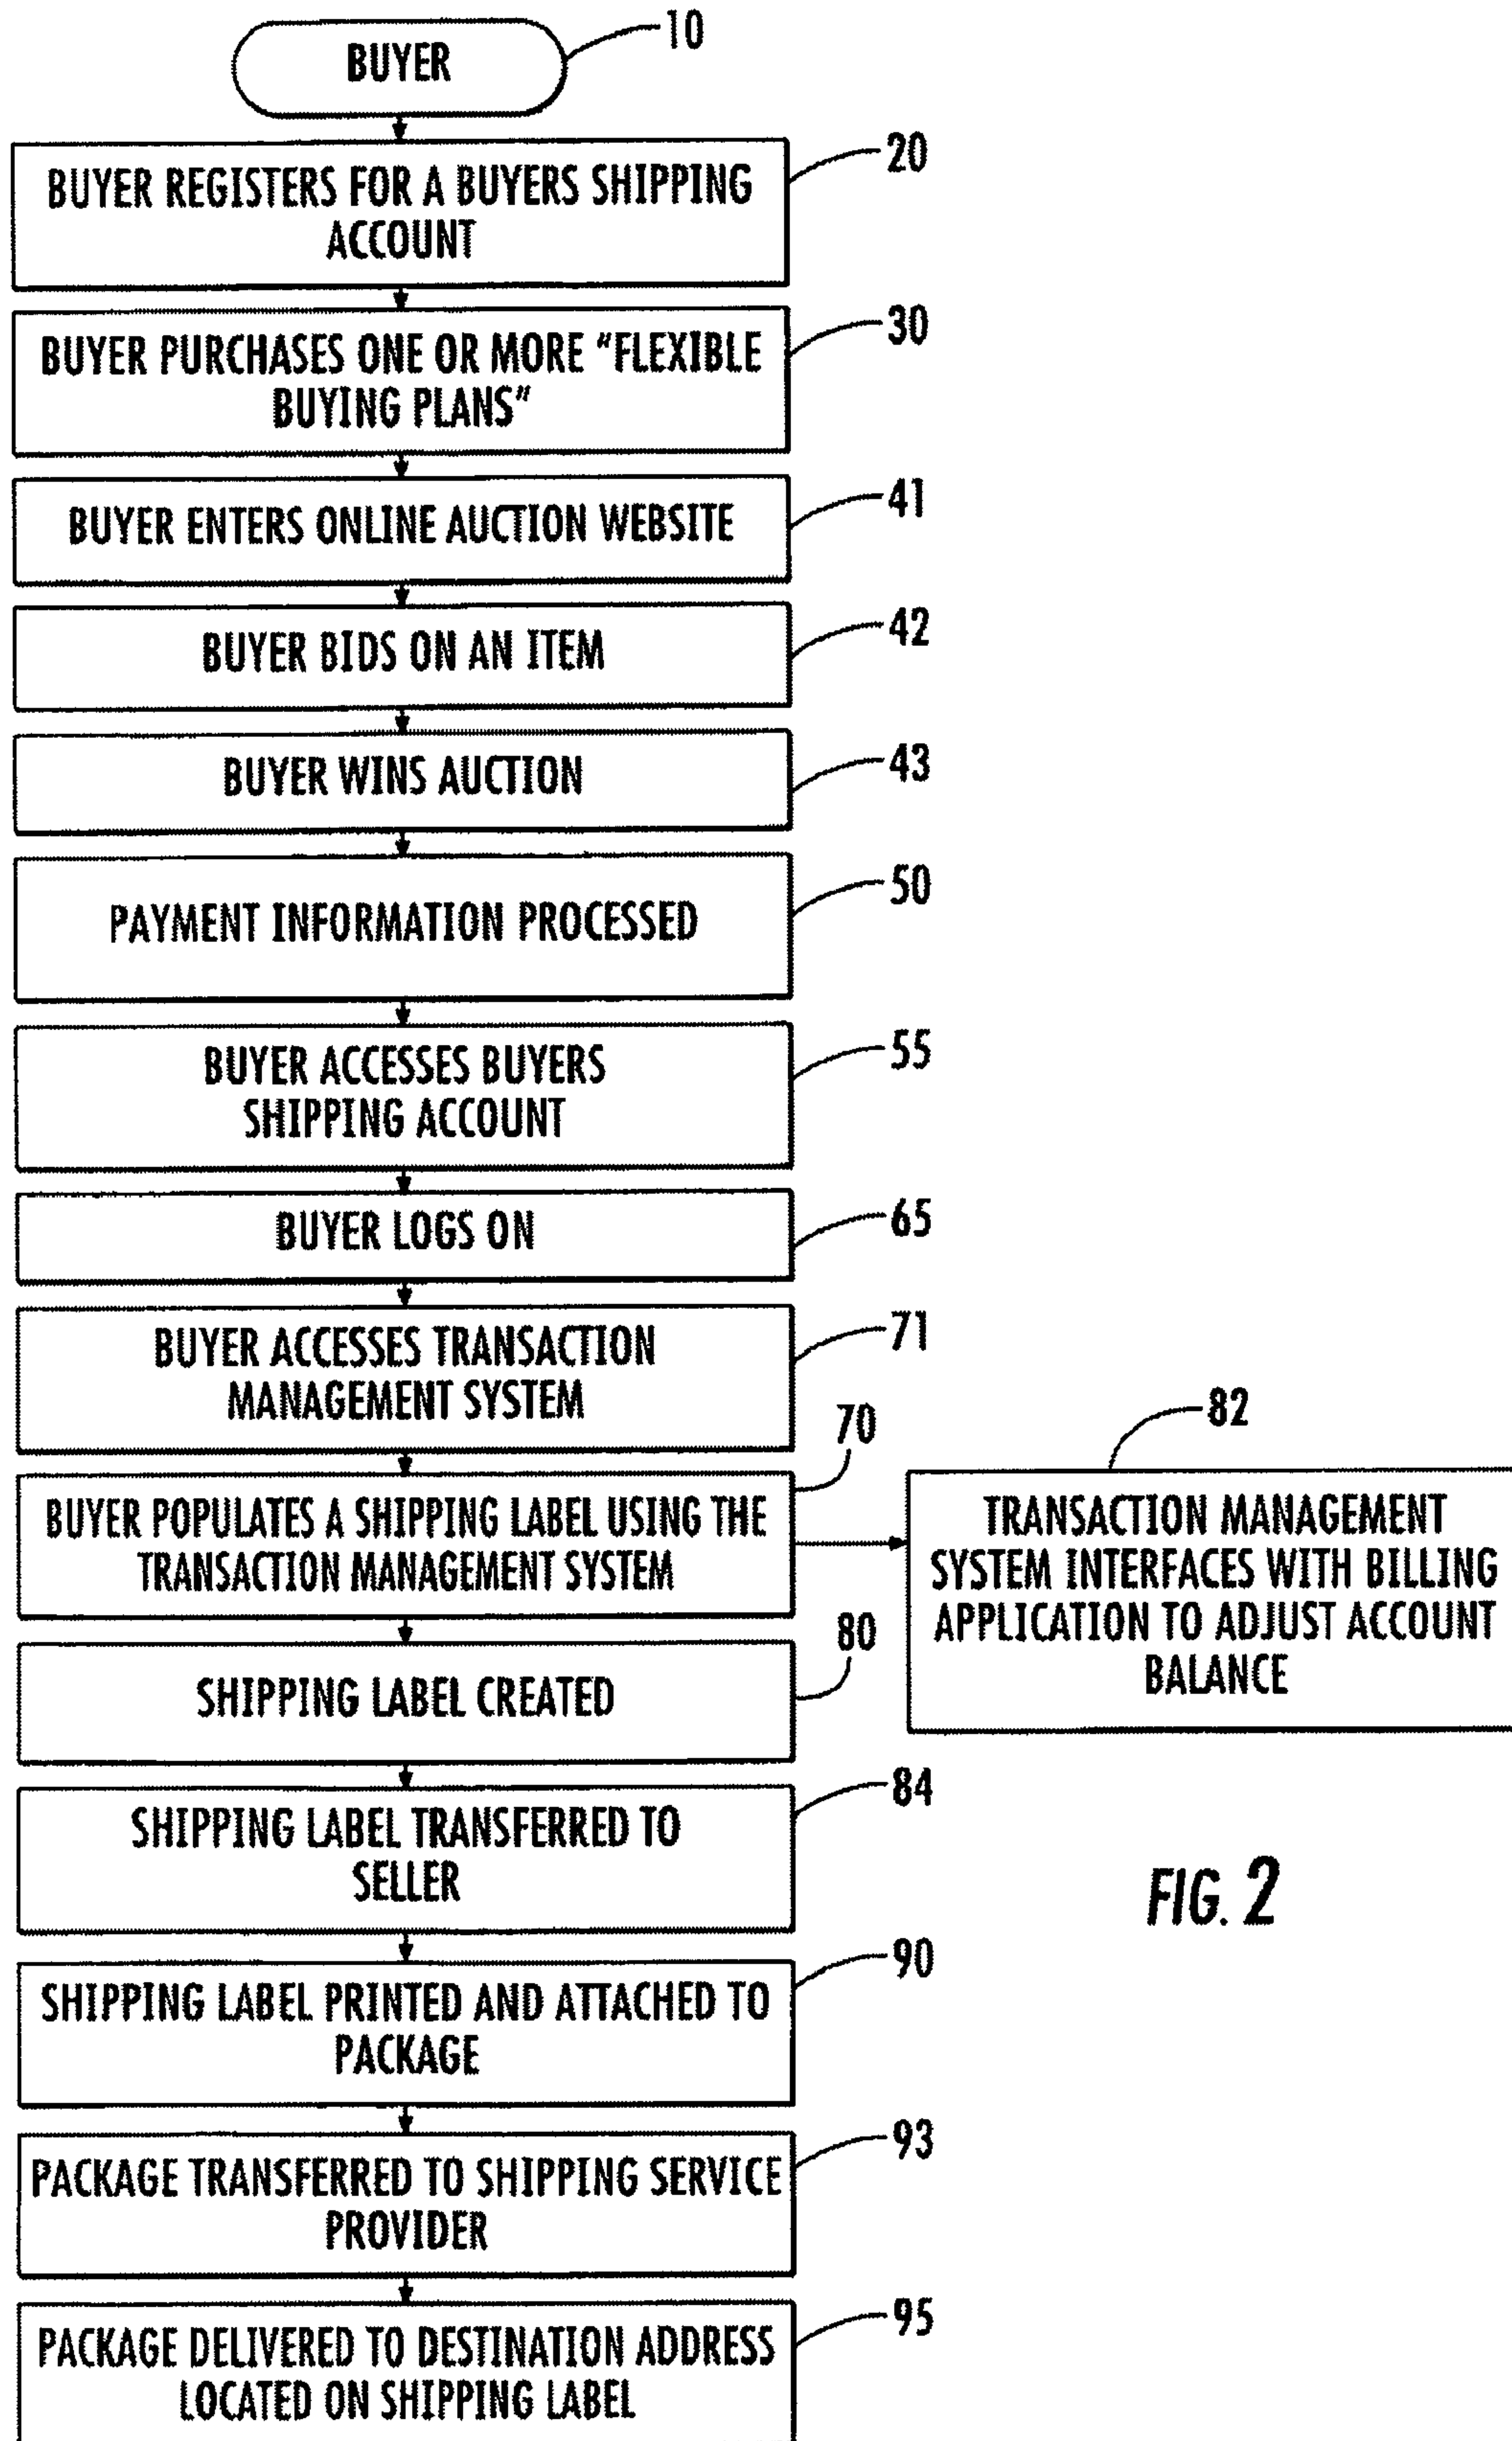 BUYER
10
BUYER REGISTERS FOR A BUYERS SHIPPING
ACCOUNT
20
BUYER PURCHASES ONE OR MORE "FLEXIBLE
BUYING PLANS"
30
BUYER ENTERS ONLINE AUCTION WEBSITE
41
BUYER BIDS ON AN ITEM
42
BUYER WINS AUCTION
43
PAYMENT INFORMATION PROCESSED
50
BUYER ACCESSES BUYERS
SHIPPING ACCOUNT
55
BUYER LOGS ON
65
BUYER ACCESSES TRANSACTION
MANAGEMENT SYSTEM
71
BUYER POPULATES A SHIPPING LABEL USING THE
TRANSACTION MANAGEMENT SYSTEM
70
TRANSACTION MANAGEMENT
SYSTEM INTERFACES WITH BILLING
APPLICATION TO ADJUST ACCOUNT
BALANCE
82
SHIPPING LABEL CREATED
80
SHIPPING LABEL TRANSFERRED TO
SELLER
84
FIG. 2
SHIPPING LABEL PRINTED AND ATTACHED TO
PACKAGE
90
PACKAGE TRANSFERRED TO SHIPPING SERVICE
PROVIDER
93
PACKAGE DELIVERED TO DESTINATION ADDRESS
LOCATED ON SHIPPING LABEL
95